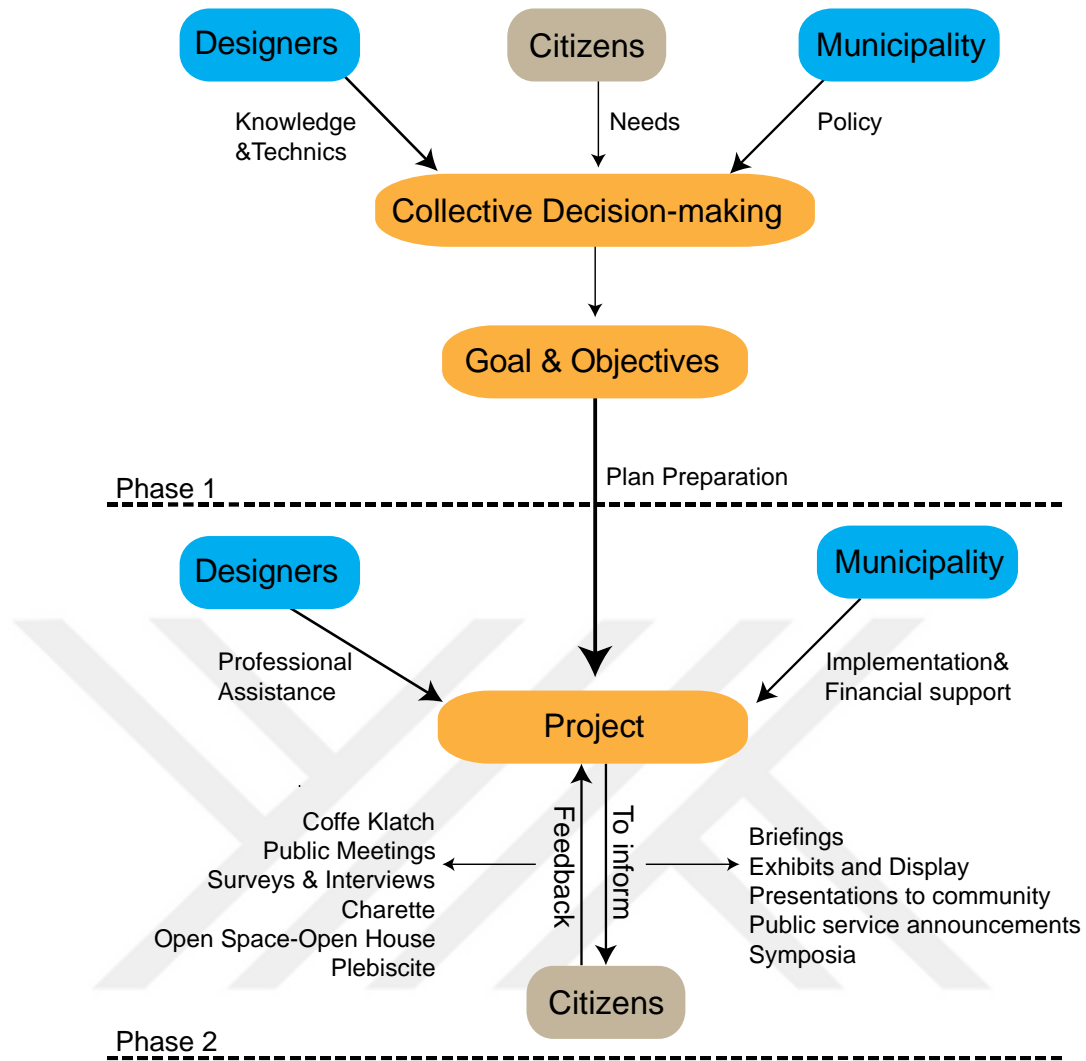 Designers
Citizens
Municipality
Knowledge
&Technics
Needs
Policy
Collective Decision-making
Goal & Objectives
Plan Preparation
Phase 1
Designers
Municipality
Professional
Assistance
Implementation&
Financial support
Project
Feedback
To inform
Coffe Klatch
Public Meetings
Surveys & Interviews
Charette
Open Space-Open House
Plebiscite
Briefings
Exhibits and Display
Presentations to community
Public service announcements
Symposia
Citizens
Phase 2